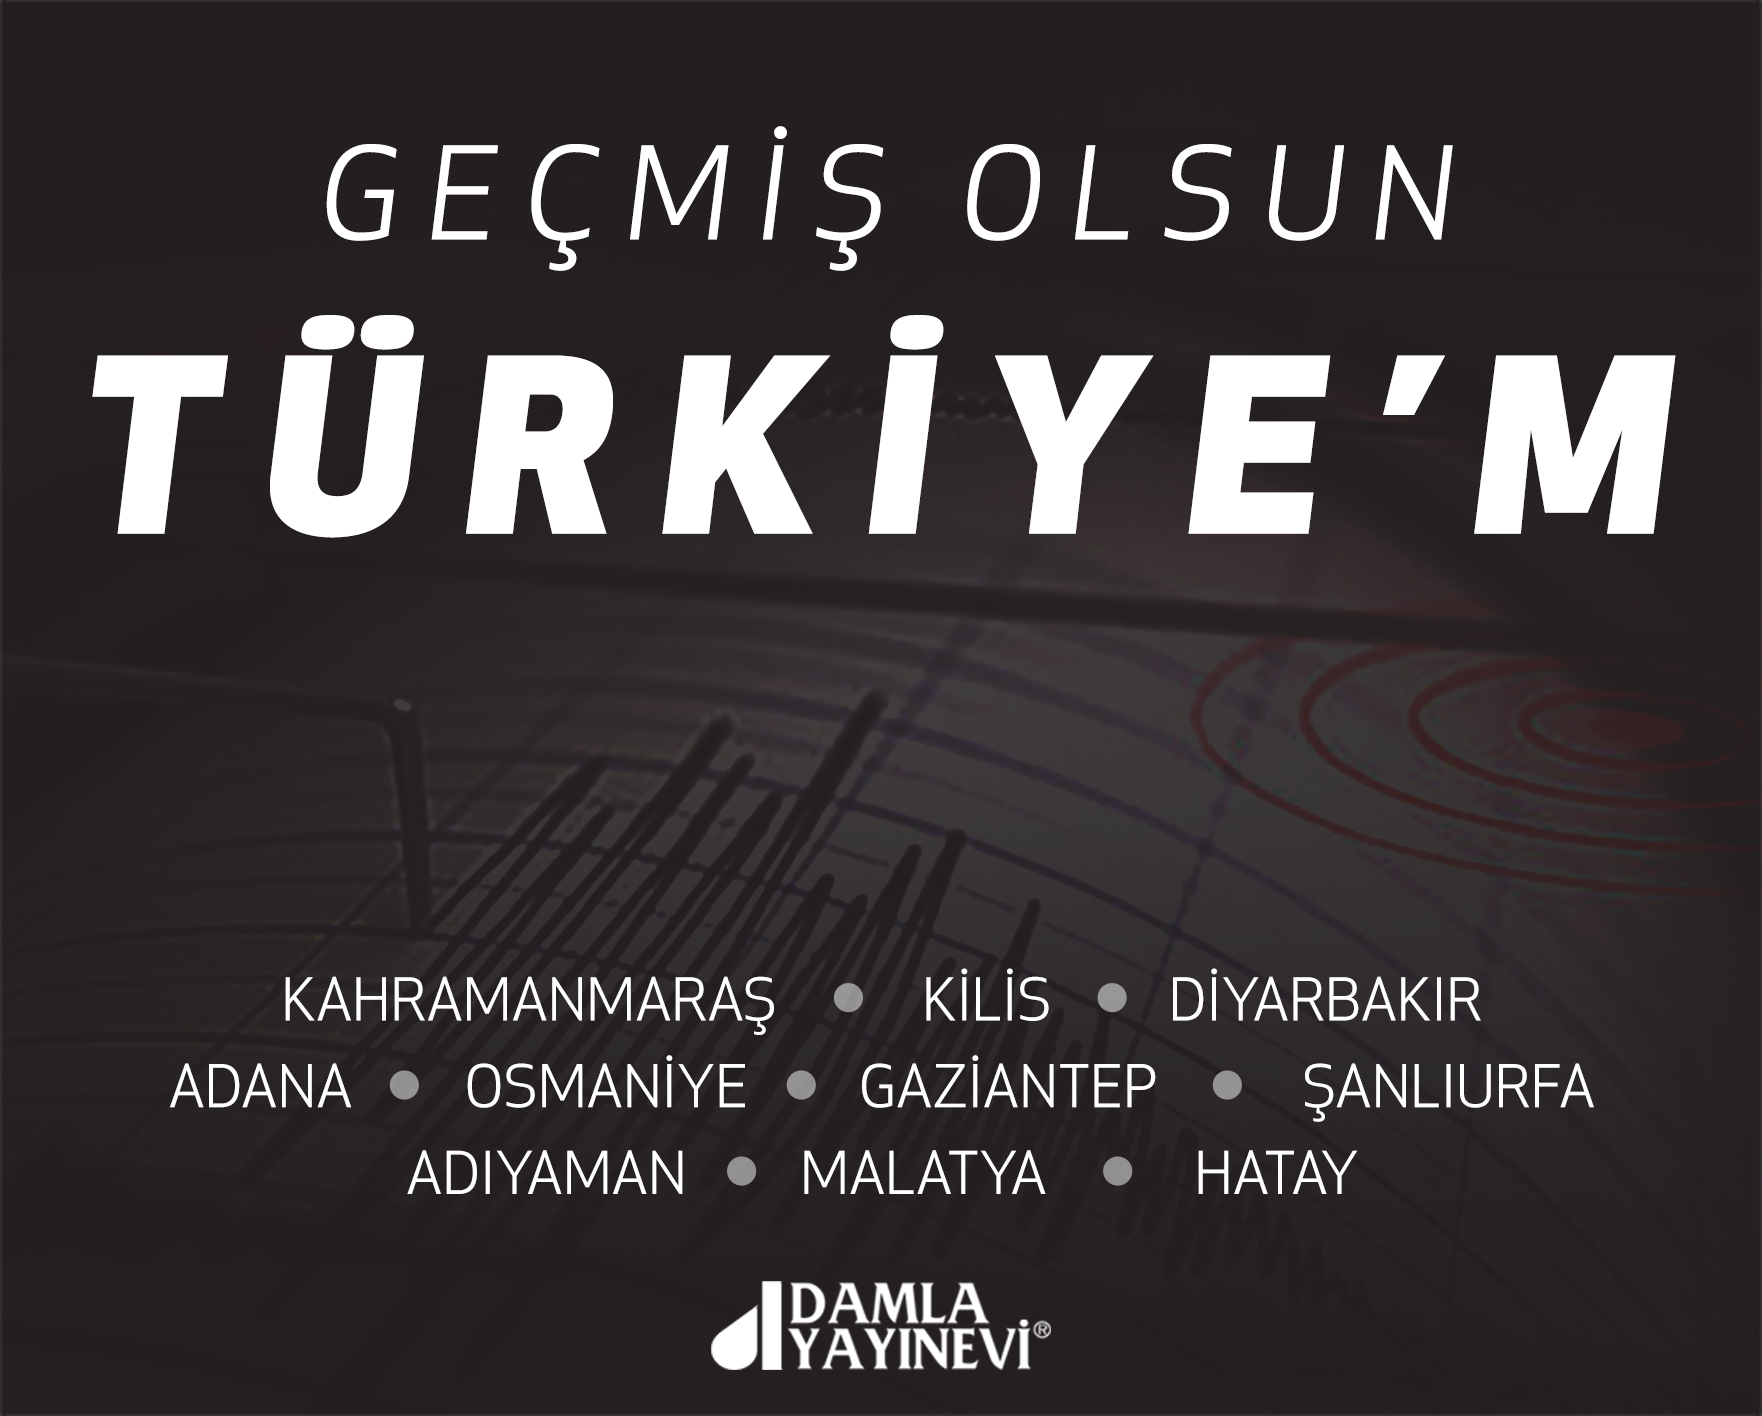 GEÇMİŞ OLSUN
TÜRKİYE’M
KAHRAMANMARAŞ • KİLİS • DİYARBAKIR
ADANA • OSMANİYE • GAZİANTEP • ŞANLIURFA
ADIYAMAN • MALATYA • HATAY
DAMLA
YAYINEVİ®